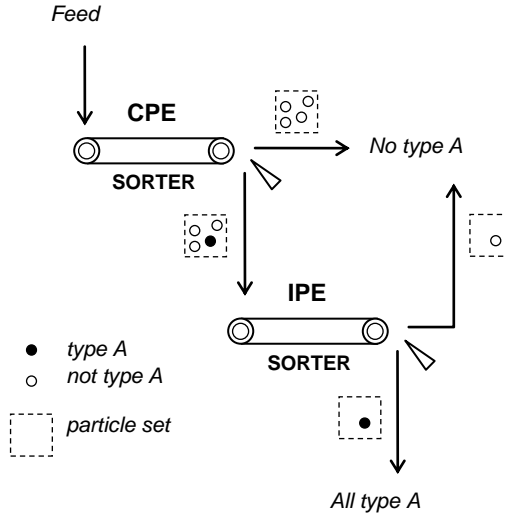 Feed
CPE
No type A
SORTER
IPE
type A
not type A
SORTER
particle set
All type A